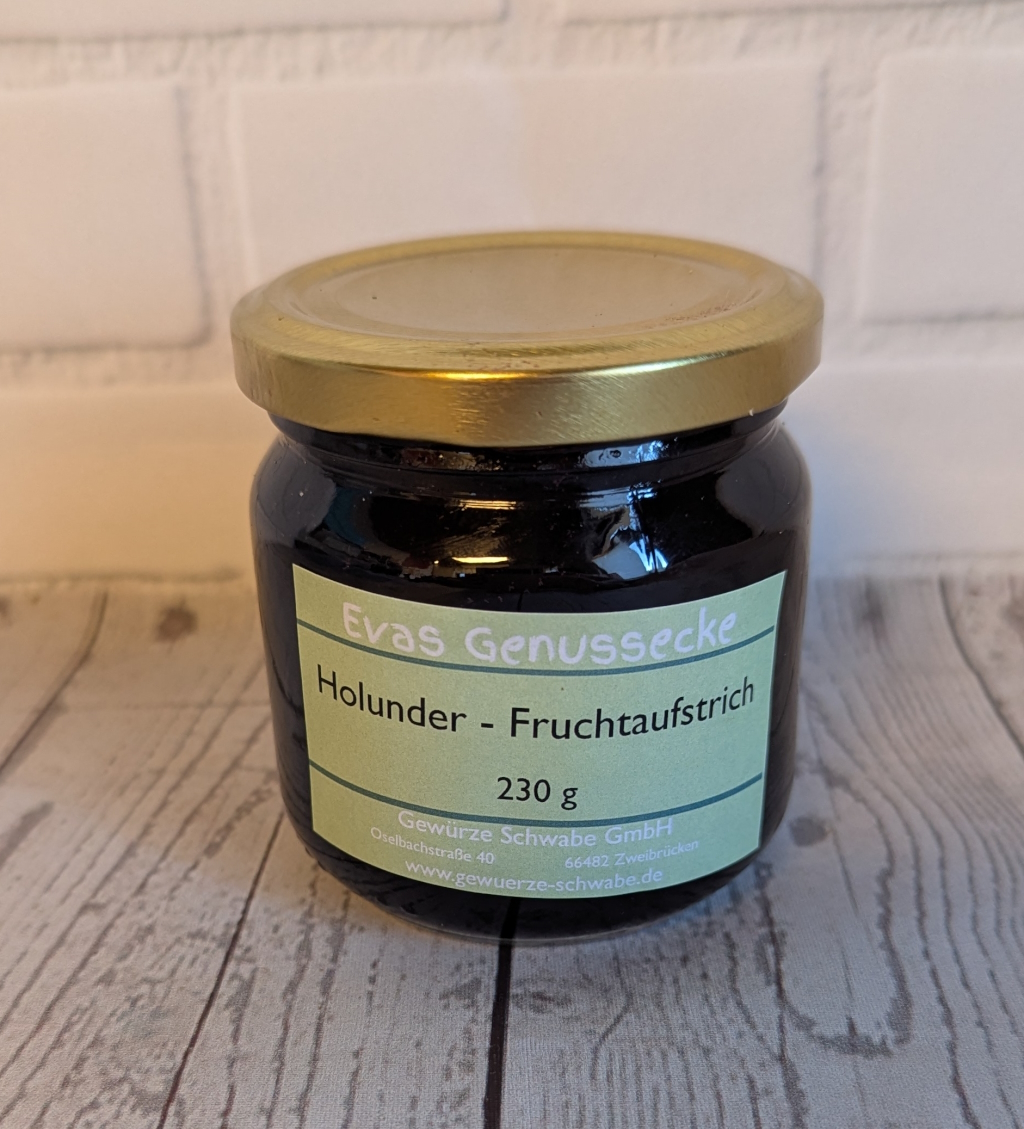 Evas Genussecke
Holunder - Fruchtaufstrich
230 g
Gewürze Schwabe GmbH
Oselbachstraße 40 66482 Zweibrücken
www.gewuerze-schwabe.de